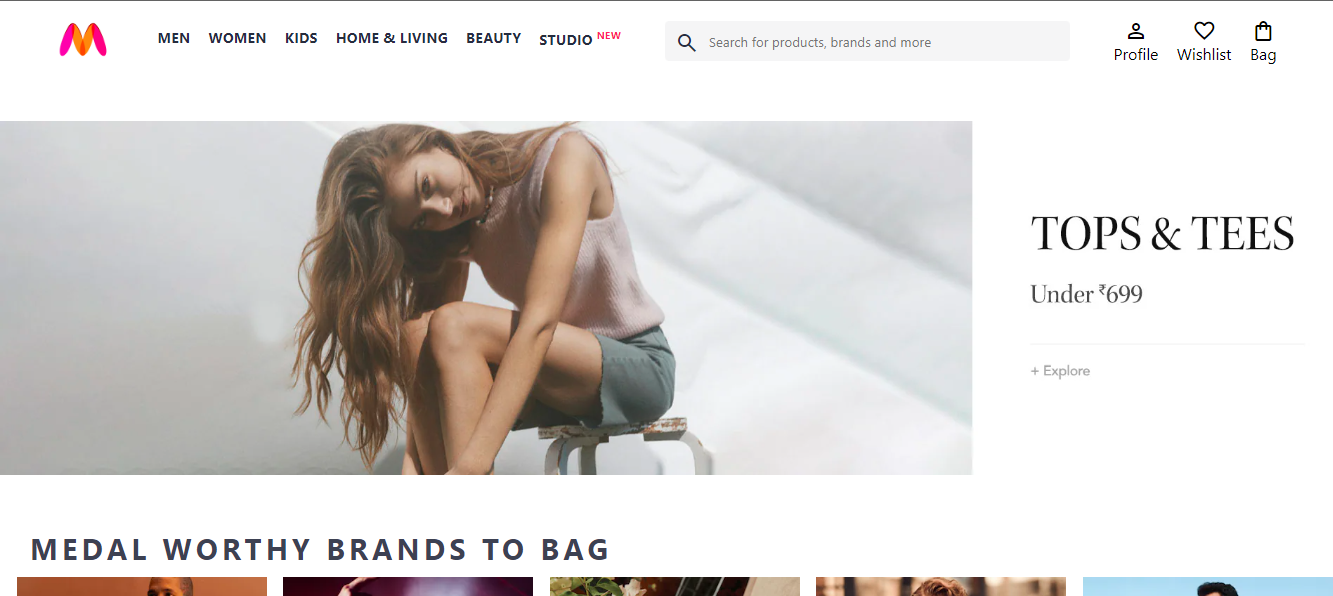 MEN WOMEN KIDS HOME & LIVING BEAUTY STUDIO NEW
Search for products, brands and more
Profile Wishlist Bag
TOPS & TEES
Under ₹699
+ Explore
MEDAL WORTHY BRANDS TO BAG